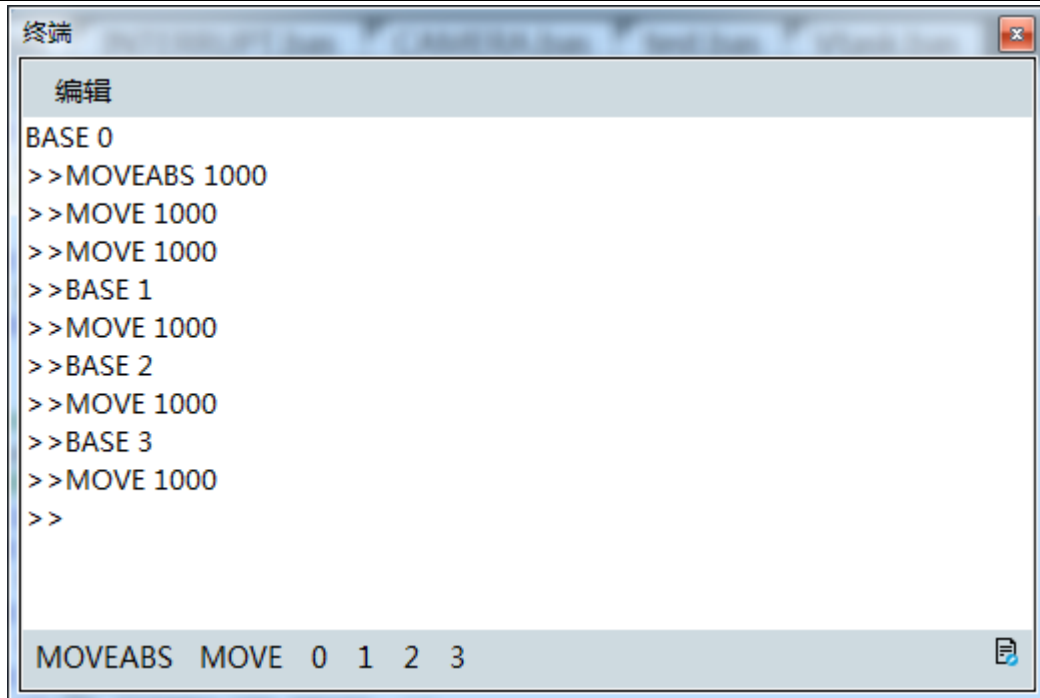 终端
编辑
BASE 0
>>MOVEABS 1000
>>MOVE 1000
>>MOVE 1000
>>BASE 1
>>MOVE 1000
>>BASE 2
>>MOVE 1000
>>BASE 3
>>MOVE 1000
>>
MOVEABS MOVE 0 1 2 3